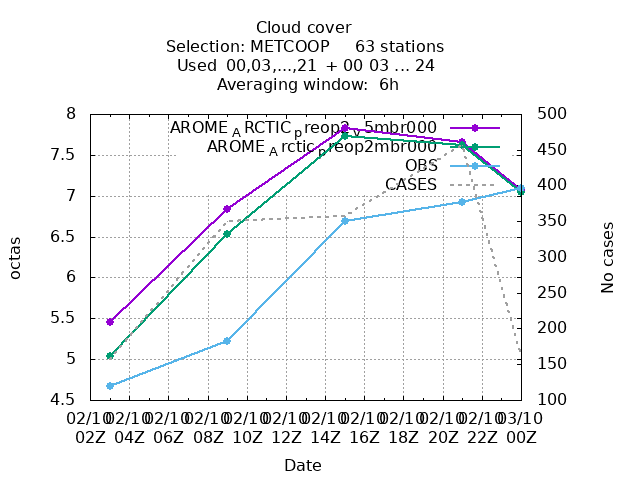 Cloud cover
Selection: METCOOP 63 stations
Used 00,03,...,21 + 00 03 ... 24
Averaging window: 6h
AROME_ARCTIC_preop2_v5mbr000
AROME_Arctic_preop2mbr000
OBS
CASES
8
7.5
7
6.5
6
5.5
5
4.5
octas
500
450
400
350
300
250
200
150
100
No cases
02/10 02/10 02/10 02/10 02/10 02/10 02/10 02/10 02/10 02/10 02/10 03/10
02Z 04Z 06Z 08Z 10Z 12Z 14Z 16Z 18Z 20Z 22Z 00Z
Date